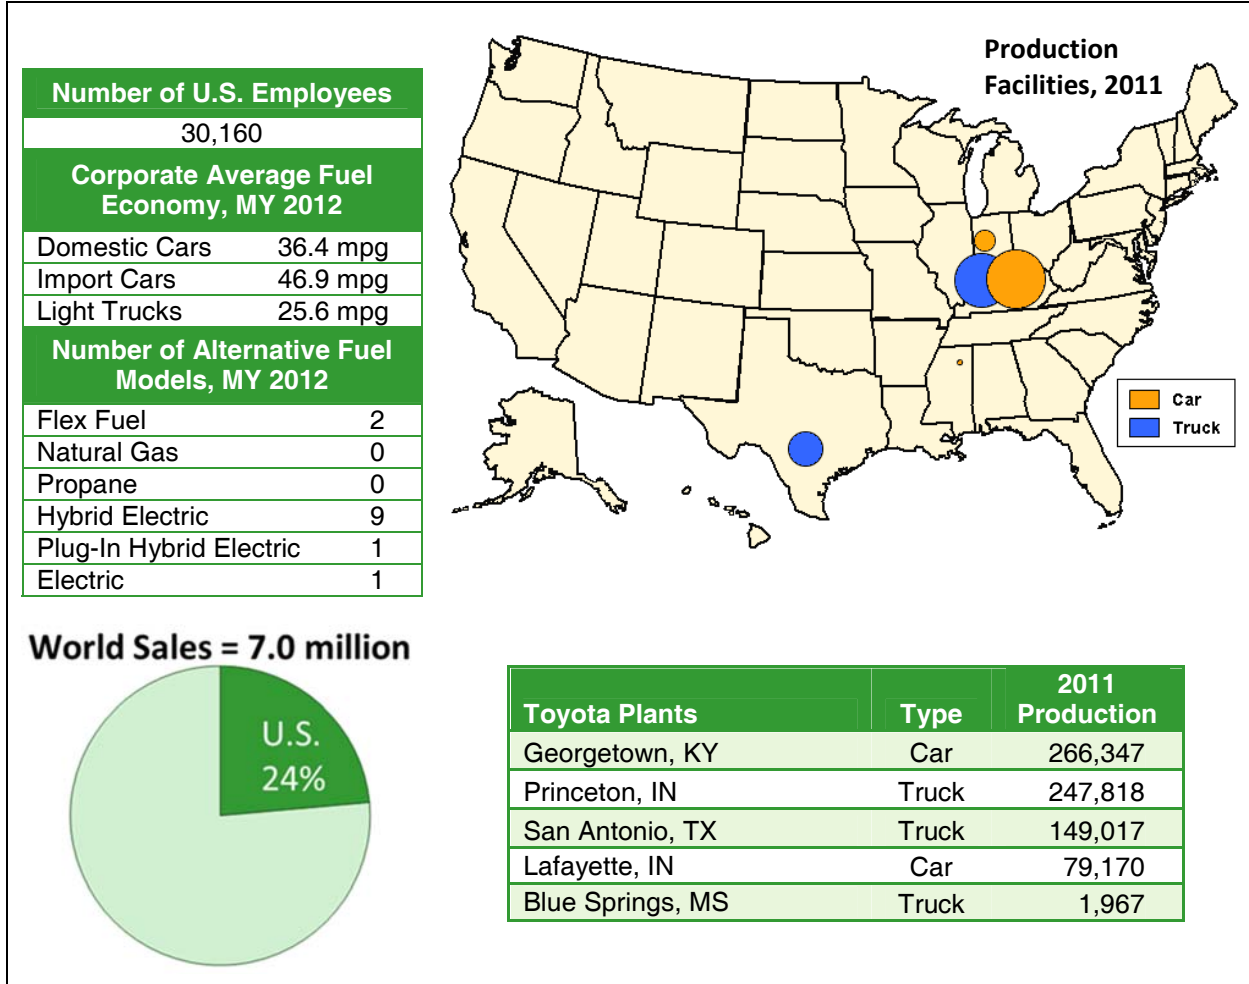 Number of U.S. Employees
30,160
Corporate Average Fuel
Economy, MY 2012
Domestic Cars 36.4 mpg
Import Cars 46.9 mpg
Light Trucks 25.6 mpg
Number of Alternative Fuel
Models, MY 2012
Flex Fuel 2
Natural Gas 0
Propane 0
Hybrid Electric 9
Plug-In Hybrid Electric 1
Electric 1
Production
Facilities, 2011
Car
Truck
World Sales = 7.0 million
U.S.
24%
2011
Toyota Plants Type Production
Georgetown, KY Car 266,347
Princeton, IN Truck 247,818
San Antonio, TX Truck 149,017
Lafayette, IN Car 79,170
Blue Springs, MS Truck 1,967